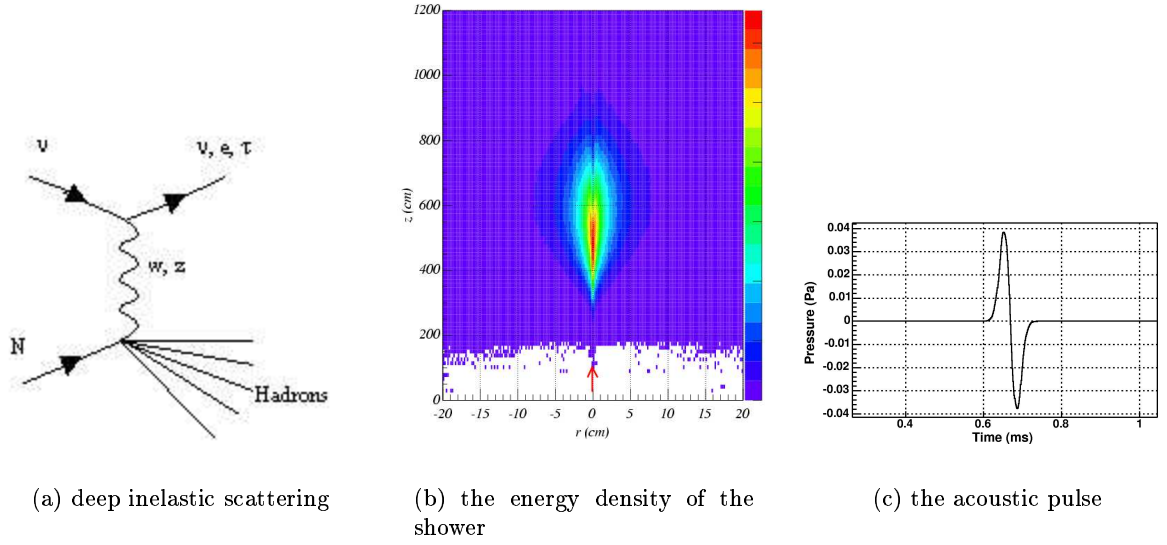 ν
ν, e, τ
w, z
N
Hadrons
1200
1000
800
600
400
200
0
z (cm)
-20 -15 -10 -5 0 5 10 15 20
r (cm)
0.04
0.03
0.02
0.01
0
-0.01
-0.02
-0.03
-0.04
Pressure (Pa)
0.4 0.6 0.8 1
Time (ms)
(a) deep inelastic scattering
(b) the energy density of the
shower
(c) the acoustic pulse